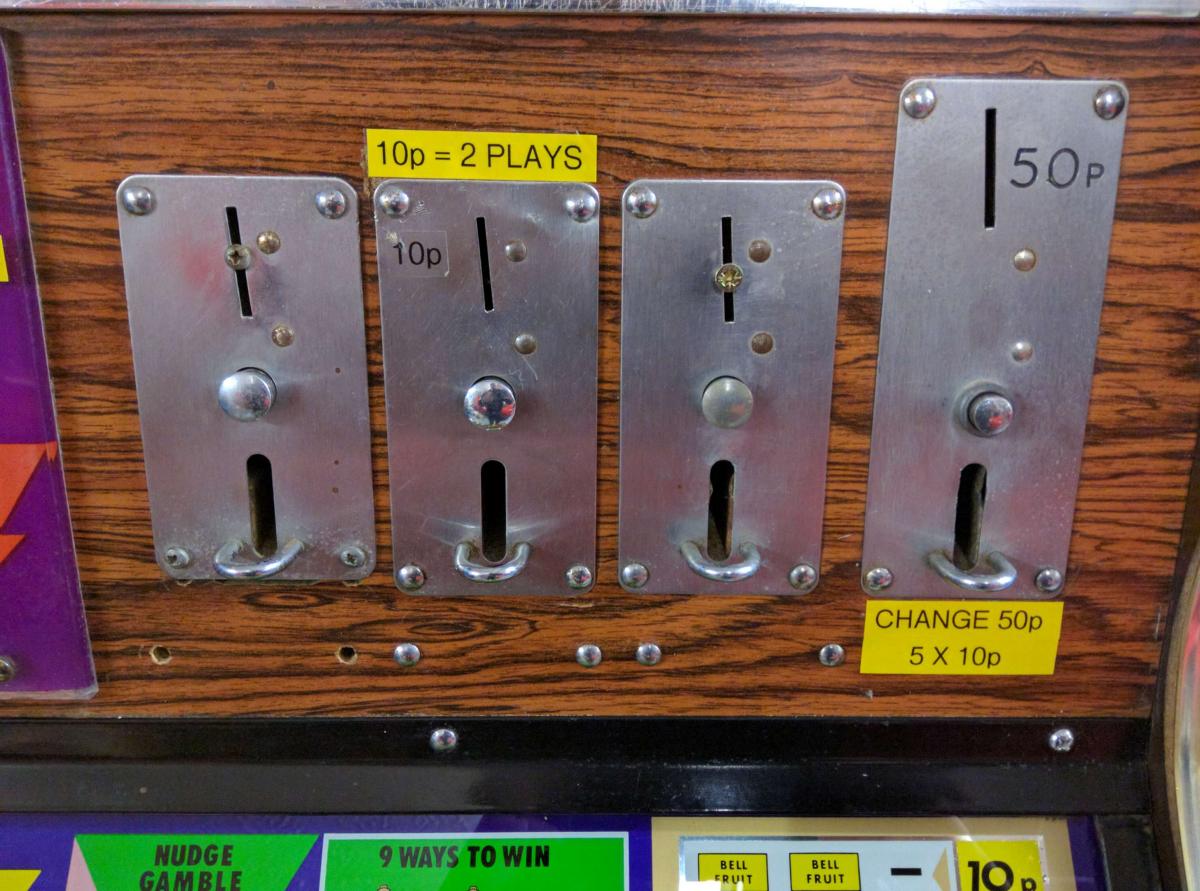 10p = 2 PLAYS
50P
10p
CHANGE 50p
5 X 10p
NUDGE
GAMBLE
9 WAYS TO WIN
BELL
FRUIT
BELL
FRUIT
– 10p